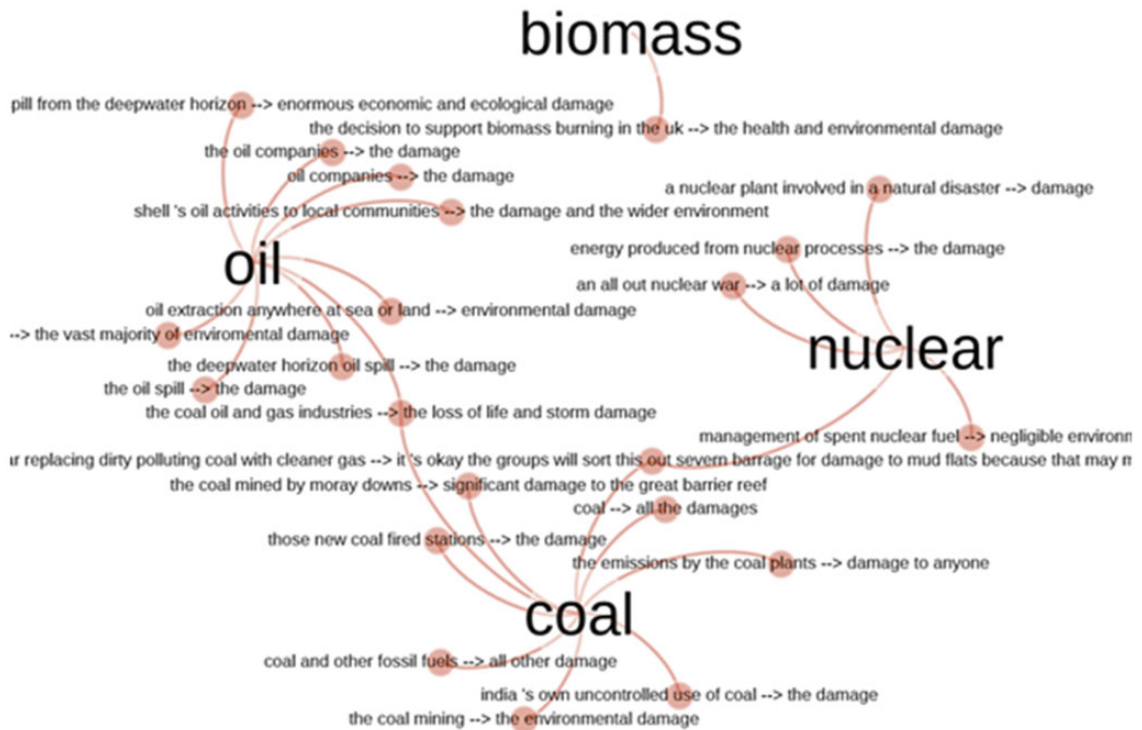 biomass
pill from the deepwater horizon --> enormous economic and ecological damage
the decision to support biomass burning in the uk --> the health and environmental damage
the oil companies --> the damage
oil companies --> the damage
a nuclear plant involved in a natural disaster --> damage
shell 's oil activities to local communities --> the damage and the wider environment
energy produced from nuclear processes --> the damage
oil
an all out nuclear war --> a lot of damage
oil extraction anywhere at sea or land --> environmental damage
--> the vast majority of enviromental damage
nuclear
the deepwater horizon oil spill --> the damage
the oil spill --> the damage
the coal oil and gas industries --> the loss of life and storm damage
management of spent nuclear fuel --> negligible environ
replacing dirty polluting coal with cleaner gas --> it 's okay the groups will sort this out severn barrage for damage to mud flats because that may
the coal mined by moray downs --> significant damage to the great barrier reef
coal --> all the damages
those new coal fired stations --> the damage
the emissions by the coal plants --> damage to anyone
coal
coal and other fossil fuels --> all other damage
india 's own uncontrolled use of coal --> the damage
the coal mining --> the environmental damage